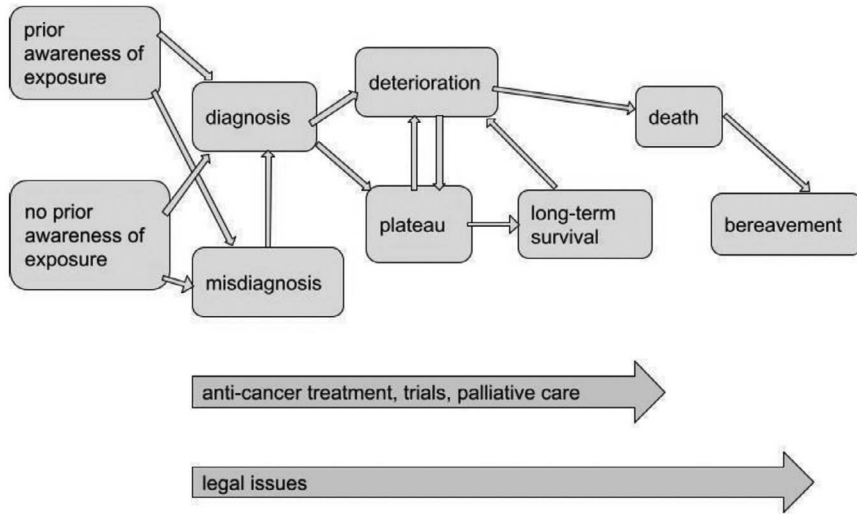 prior
awareness of
exposure
diagnosis
deterioration
death
no prior
awareness of
exposure
misdiagnosis
plateau
long-term
survival
bereavement
anti-cancer treatment, trials, palliative care
legal issues